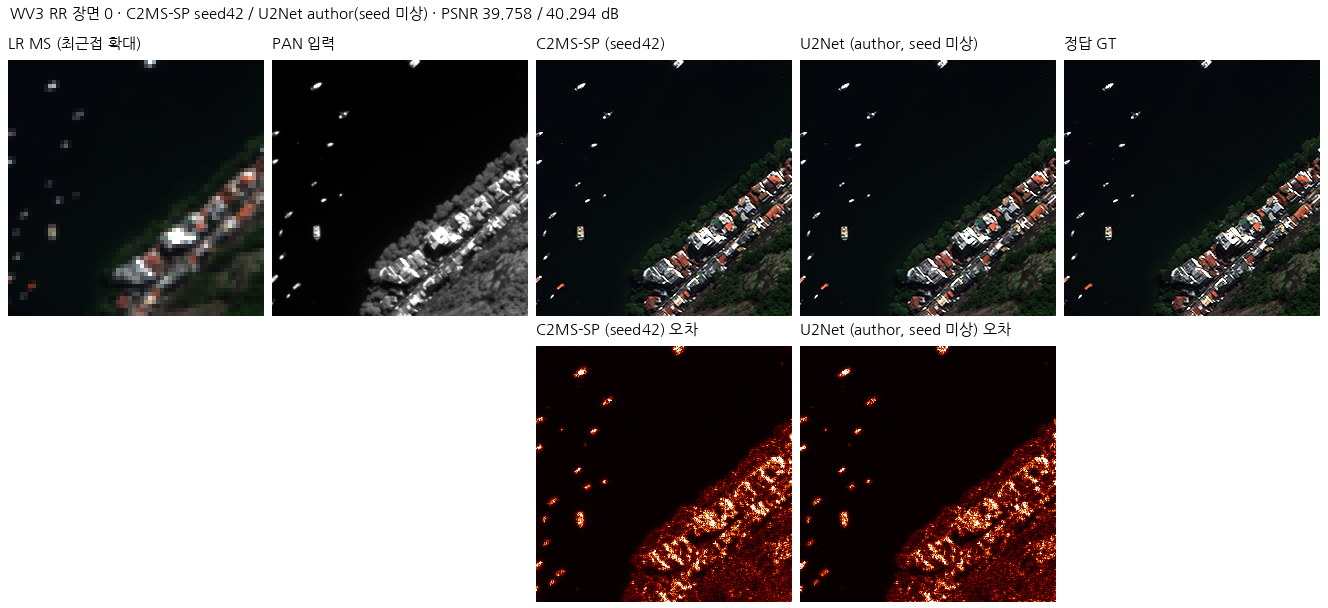 WV3 RR 장면 0 · C2MS-SP seed42 / U2Net author(seed 미상) · PSNR 39.758 / 40.294 dB
LR MS (최근접 확대)
PAN 입력
C2MS-SP (seed42)
U2Net (author, seed 미상)
정답 GT
C2MS-SP (seed42) 오차
U2Net (author, seed 미상) 오차